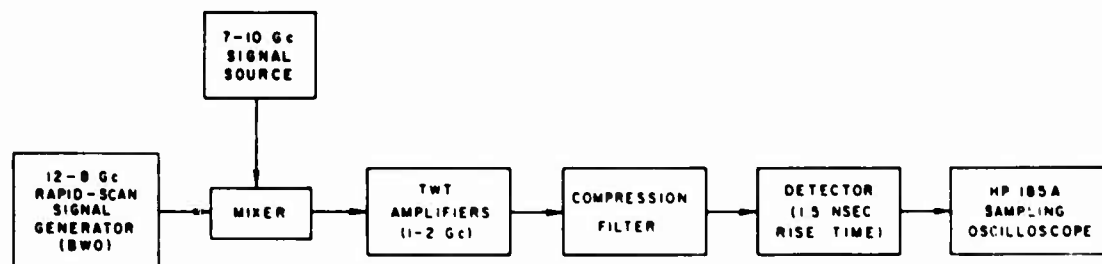 7-10 Gc
SIGNAL
SOURCE
12-8 Gc
RAPID-SCAN
SIGNAL
GENERATOR
(BWO)
MIXER
TWT
AMPLIFIERS
(1-2 Gc)
COMPRESSION
FILTER
DETECTOR
(1.5 NSEC
RISE TIME)
HP 185A
SAMPLING
OSCILLOSCOPE